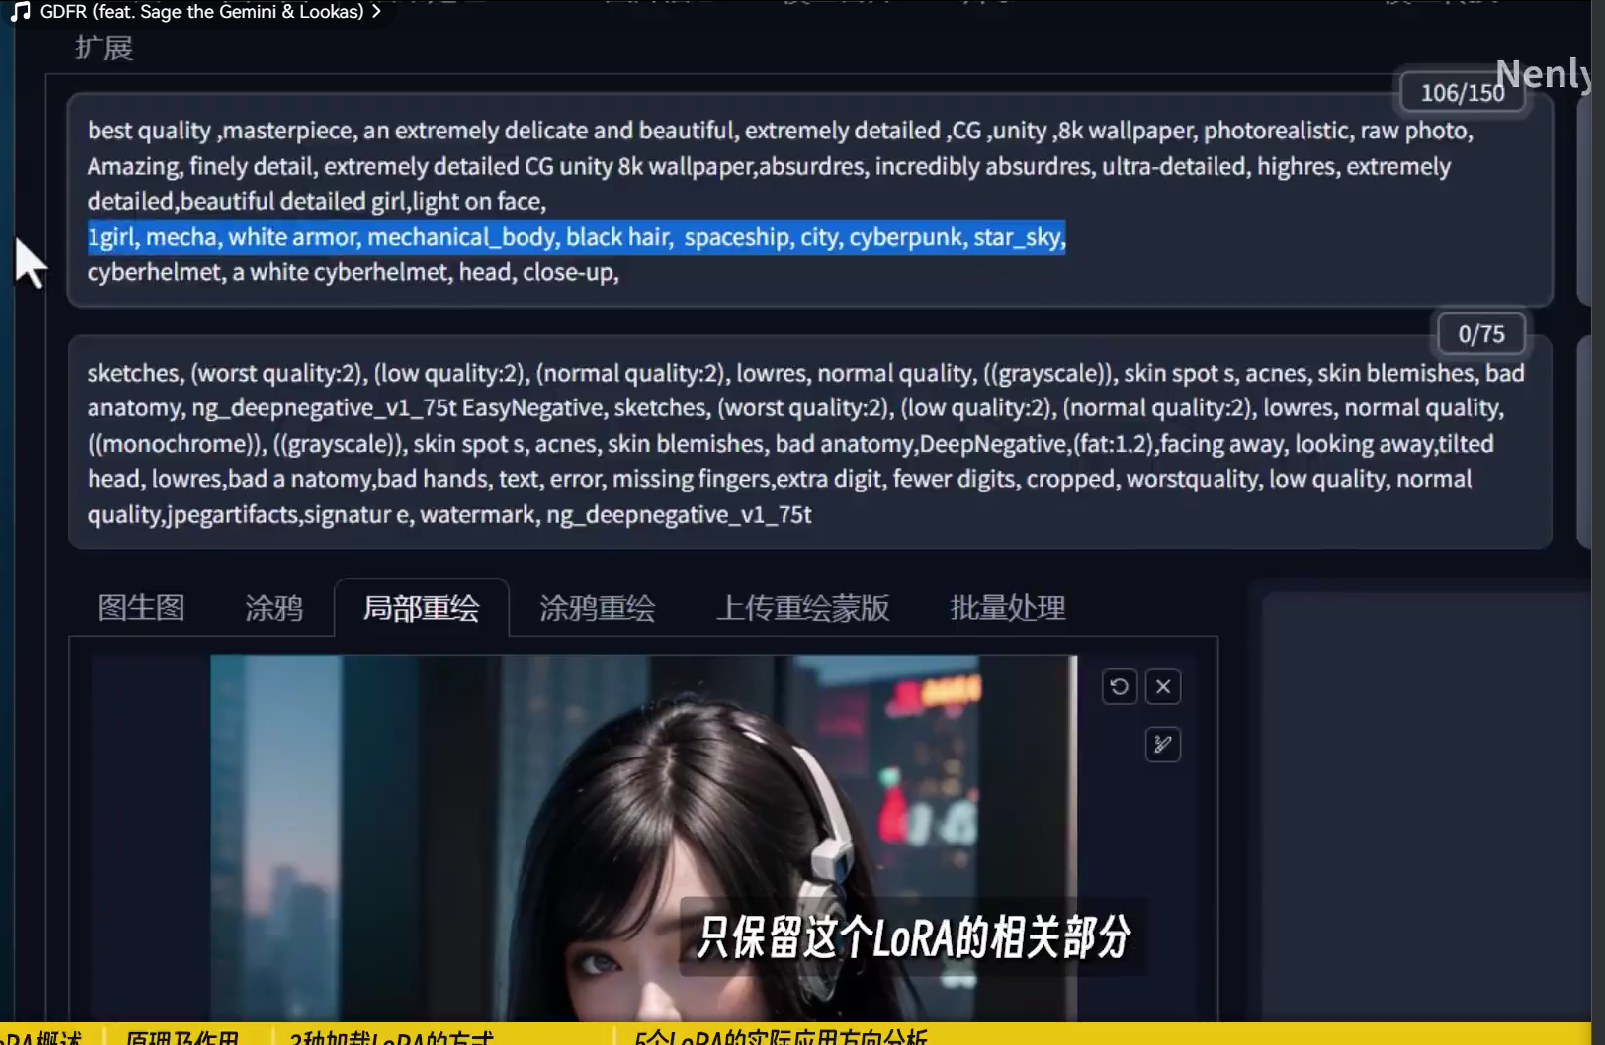 GDFR (feat. Sage the Gemini & Lookas)
扩展
Nenly
106/150
best quality ,masterpiece, an extremely delicate and beautiful, extremely detailed ,CG ,unity ,8k wallpaper, photorealistic, raw photo,
Amazing, finely detail, extremely detailed CG unity 8k wallpaper,absurdres, incredibly absurdres, ultra-detailed, highres, extremely
detailed,beautiful detailed girl,light on face,
1girl, mecha, white armor, mechanical_body, black hair,  spaceship, city, cyberpunk, star_sky,
cyberhelmet, a white cyberhelmet, head, close-up,
0/75
sketches, (worst quality:2), (low quality:2), (normal quality:2), lowres, normal quality, ((grayscale)), skin spot s, acnes, skin blemishes, bad
anatomy, ng_deepnegative_v1_75t EasyNegative, sketches, (worst quality:2), (low quality:2), (normal quality:2), lowres, normal quality,
((monochrome)), ((grayscale)), skin spot s, acnes, skin blemishes, bad anatomy,DeepNegative,(fat:1.2),facing away, looking away,tilted
head, lowres,bad a natomy,bad hands, text, error, missing fingers,extra digit, fewer digits, cropped, worstquality, low quality, normal
quality,jpegartifacts,signatur e, watermark, ng_deepnegative_v1_75t
图生图 涂鸦 局部重绘 涂鸦重绘 上传重绘蒙版 批量处理
只保留这个LoRA的相关部分
RA概述 原理及作用 3种加载LoRA的方式 5个LoRA的实际应用方向分析